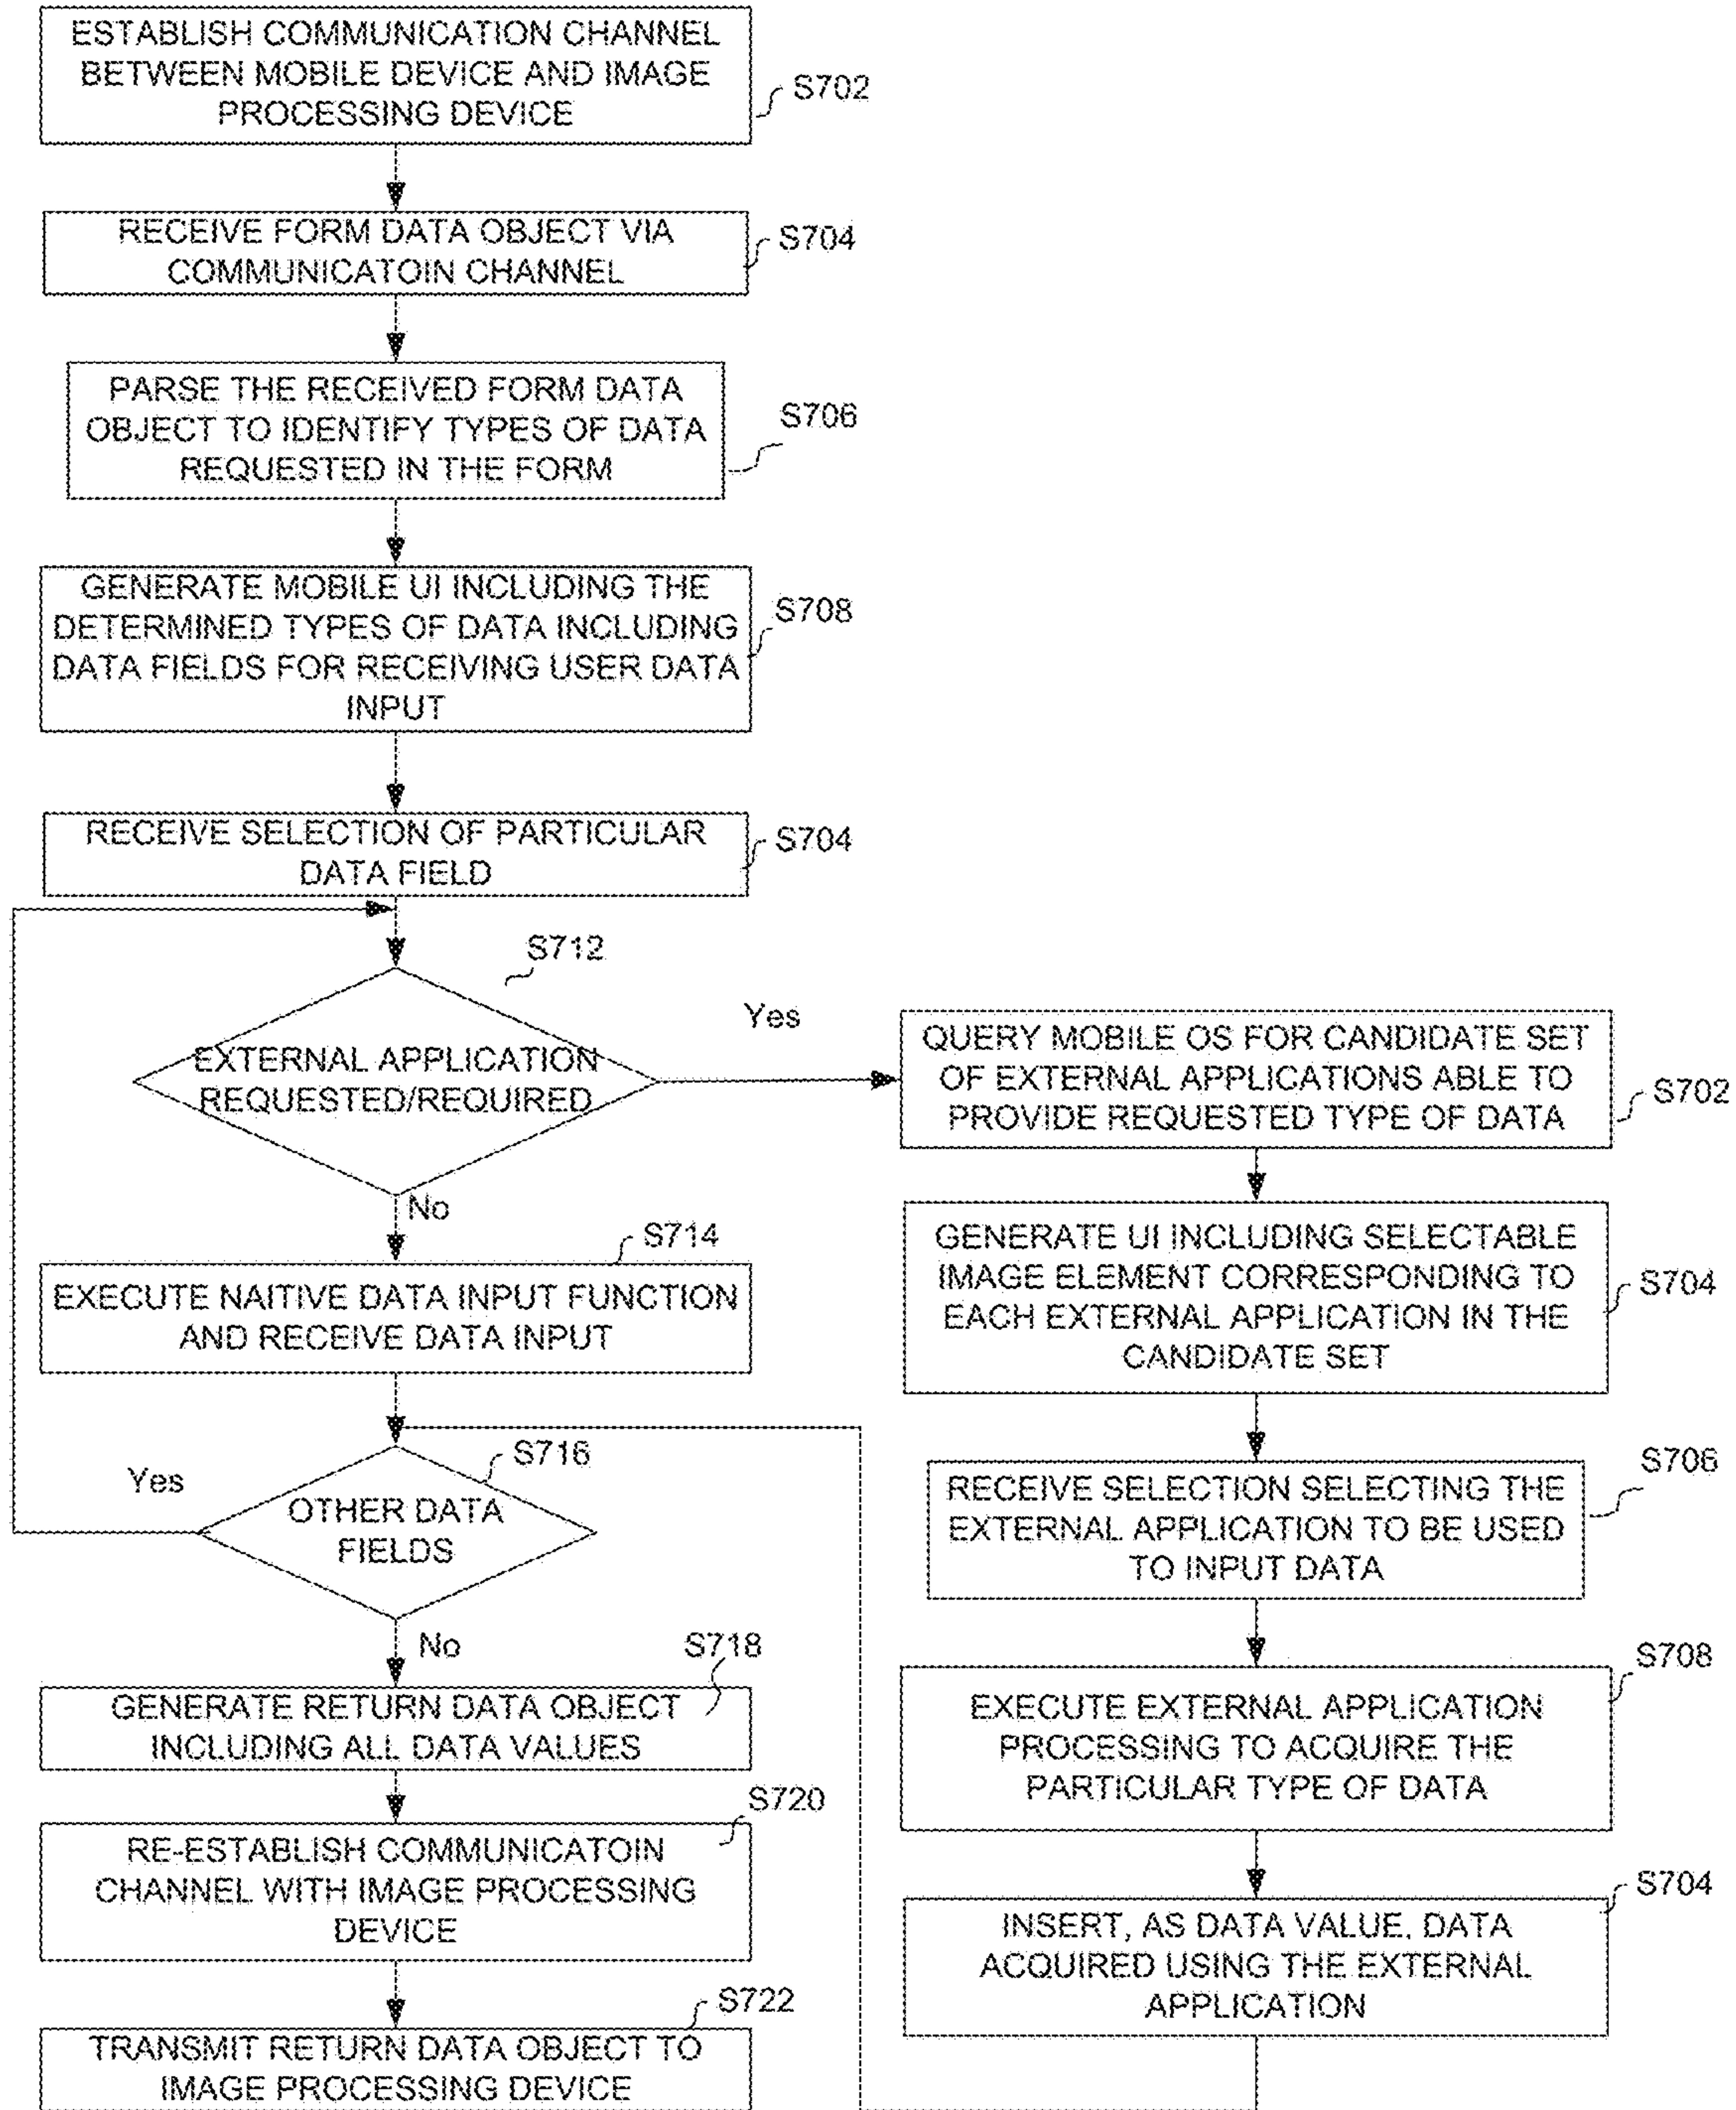 ESTABLISH COMMUNICATION CHANNEL
BETWEEN MOBILE DEVICE AND IMAGE
PROCESSING DEVICE
S702
RECEIVE FORM DATA OBJECT VIA
COMMUNICATOIN CHANNEL
S704
PARSE THE RECEIVED FORM DATA
OBJECT TO IDENTIFY TYPES OF DATA
REQUESTED IN THE FORM
S706
GENERATE MOBILE UI INCLUDING THE
DETERMINED TYPES OF DATA INCLUDING
DATA FIELDS FOR RECEIVING USER DATA
INPUT
S708
RECEIVE SELECTION OF PARTICULAR
DATA FIELD
S704
S712
EXTERNAL APPLICATION
REQUESTED/REQUIRED
Yes
No
S714
EXECUTE NAITIVE DATA INPUT FUNCTION
AND RECEIVE DATA INPUT
S716
OTHER DATA
FIELDS
Yes
No
S718
GENERATE RETURN DATA OBJECT
INCLUDING ALL DATA VALUES
S720
RE-ESTABLISH COMMUNICATOIN
CHANNEL WITH IMAGE PROCESSING
DEVICE
S722
TRANSMIT RETURN DATA OBJECT TO
IMAGE PROCESSING DEVICE
QUERY MOBILE OS FOR CANDIDATE SET
OF EXTERNAL APPLICATIONS ABLE TO
PROVIDE REQUESTED TYPE OF DATA
S702
GENERATE UI INCLUDING SELECTABLE
IMAGE ELEMENT CORRESPONDING TO
EACH EXTERNAL APPLICATION IN THE
CANDIDATE SET
S704
RECEIVE SELECTION SELECTING THE
EXTERNAL APPLICATION TO BE USED
TO INPUT DATA
S706
EXECUTE EXTERNAL APPLICATION
PROCESSING TO ACQUIRE THE
PARTICULAR TYPE OF DATA
S708
INSERT, AS DATA VALUE, DATA
ACQUIRED USING THE EXTERNAL
APPLICATION
S704